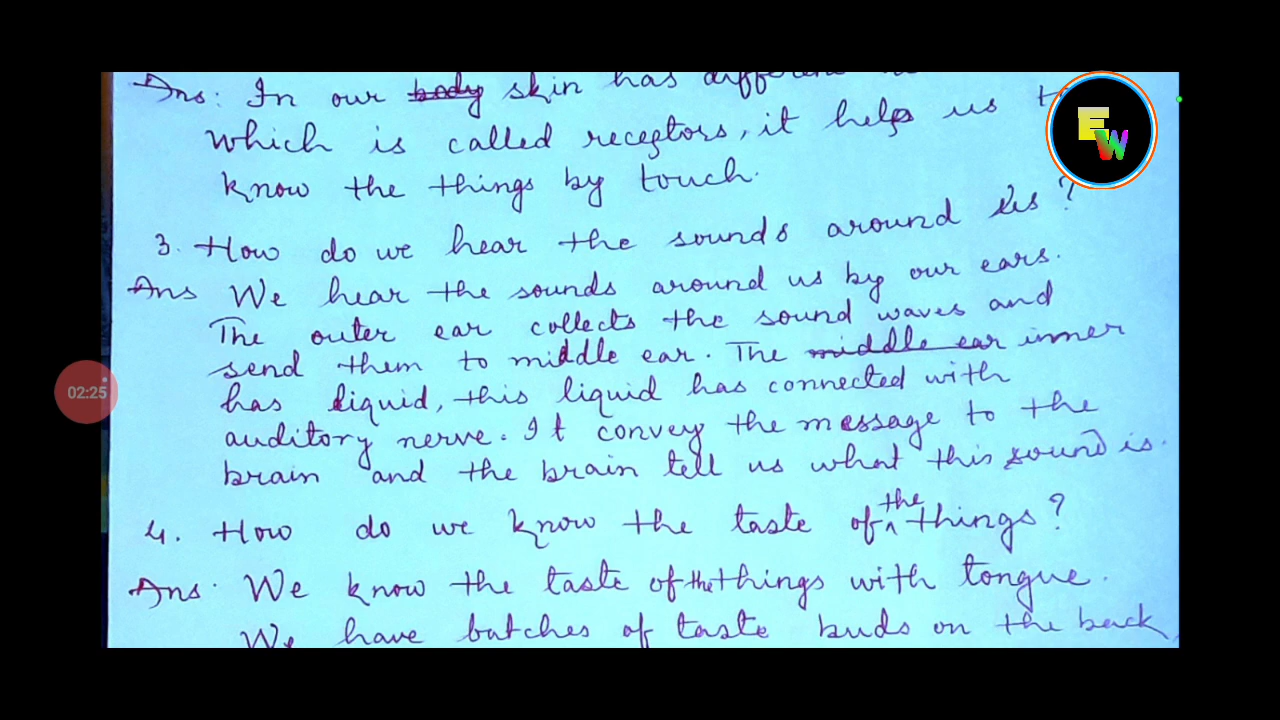 Ans: In our body skin has different
which is called receptors, it helps us
know the things by touch.
3. How do we hear the sounds around us?
Ans We hear the sounds around us by our ears.
The outer ear collects the sound waves and
send them to middle ear. The middle ear inner
has liquid, this liquid has connected with
auditory nerve. It convey the message to the
brain and the brain tell us what this sound is.
4. How do we know the taste of the things?
Ans. We know the taste of the things with tongue.
We have batches of taste buds on the back
EW
02:25